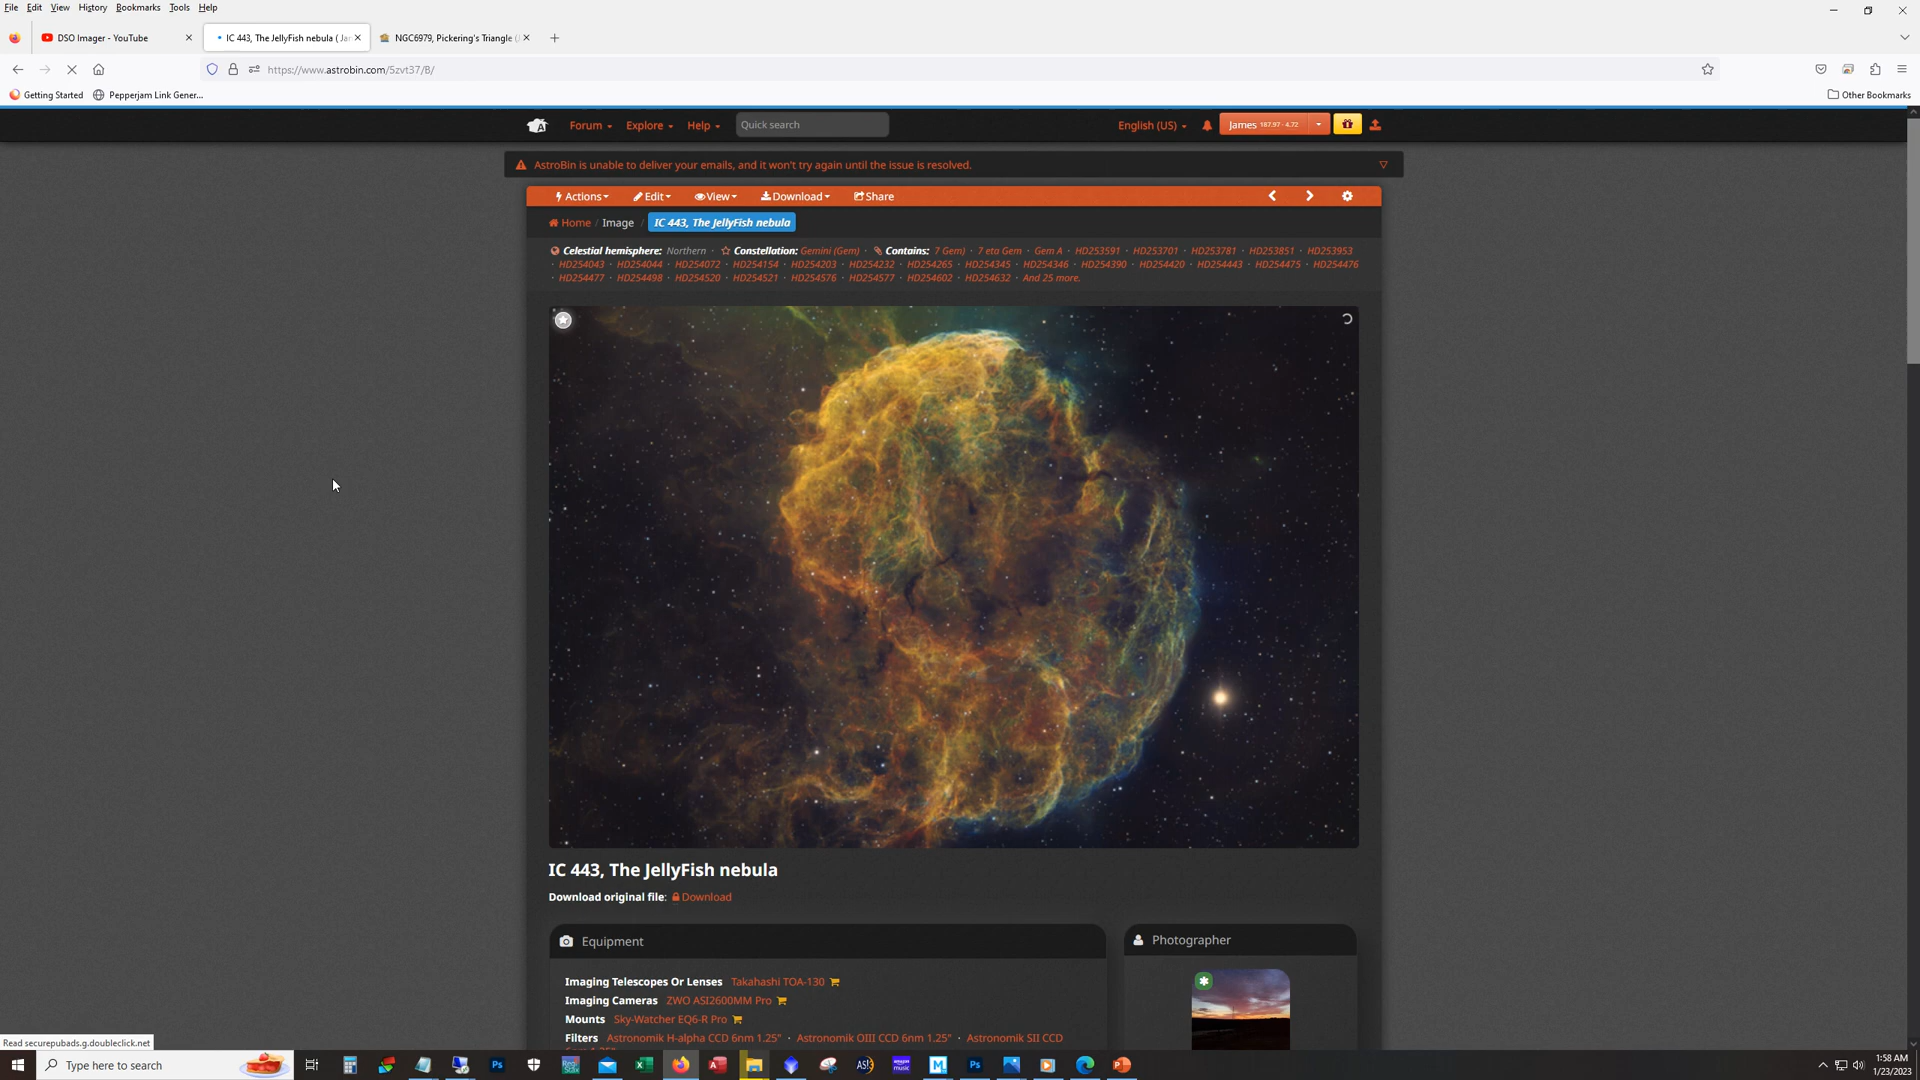 File Edit View History Bookmarks Tools Help
DSO Imager - YouTube
IC 443, The JellyFish nebula ( Ja
NGC6979, Pickering's Triangle (
https://www.astrobin.com/5zvt37/B/
Getting Started Pepperjam Link Gener...
Other Bookmarks
Forum Explore Help Quick search English (US) James 187.97 - 4.72
AstroBin is unable to deliver your emails, and it won't try again until the issue is resolved.
Actions Edit View Download Share
Home / Image / IC 443, The JellyFish nebula
Celestial hemisphere: Northern · Constellation: Gemini (Gem) · Contains: 7 Gem) · 7 eta Gem · Gem A · HD253591 · HD253701 · HD253781 · HD253851 · HD253953
· HD254043 · HD254044 · HD254072 · HD254154 · HD254203 · HD254232 · HD254265 · HD254345 · HD254346 · HD254390 · HD254420 · HD254443 · HD254475 · HD254476
· HD254477 · HD254498 · HD254520 · HD254521 · HD254576 · HD254577 · HD254602 · HD254632 · And 25 more.
IC 443, The JellyFish nebula
Download original file: Download
Equipment
Photographer
Imaging Telescopes Or Lenses Takahashi TOA-130
Imaging Cameras ZWO ASI2600MM Pro
Mounts Sky-Watcher EQ6-R Pro
Filters Astronomik H-alpha CCD 6nm 1.25" · Astronomik OIII CCD 6nm 1.25" · Astronomik SII CCD
Read securepubads.g.doubleclick.net
Type here to search
1:58 AM
1/23/2023